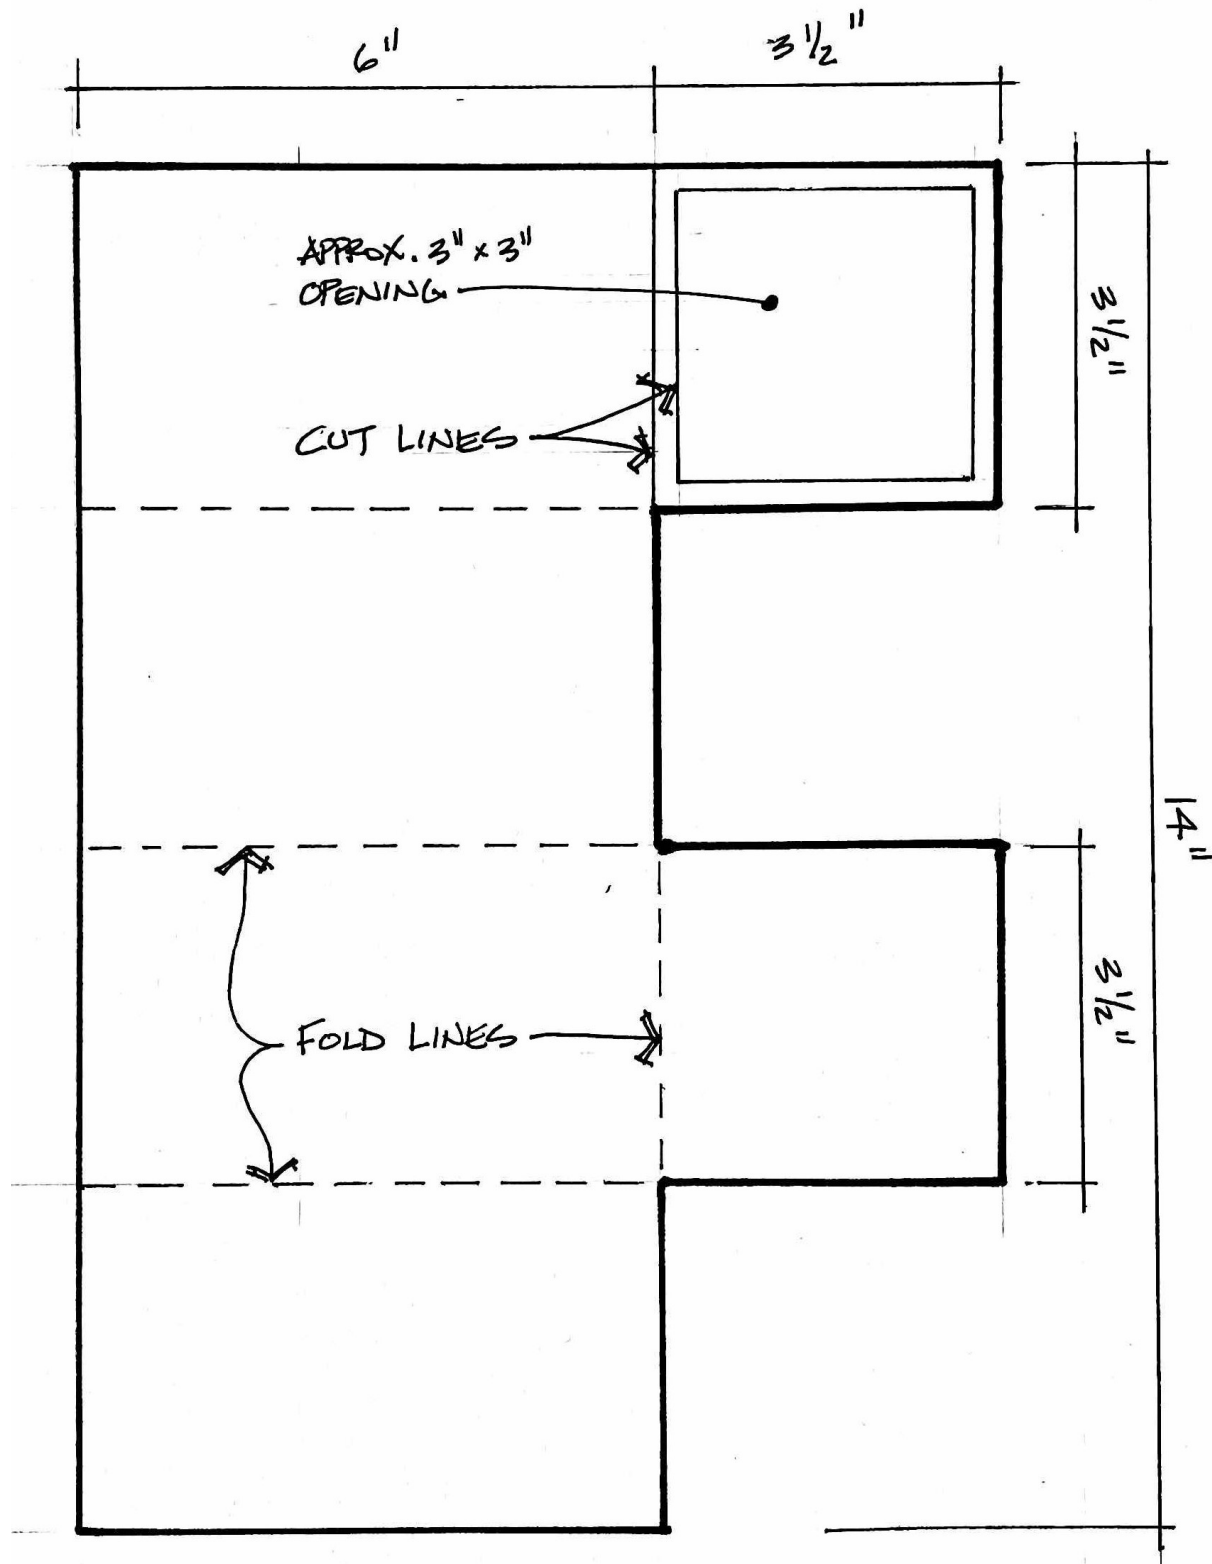 6"
3 1/2"
APPROX. 3" x 3"
OPENING
3 1/2"
CUT LINES
14"
3 1/2"
FOLD LINES